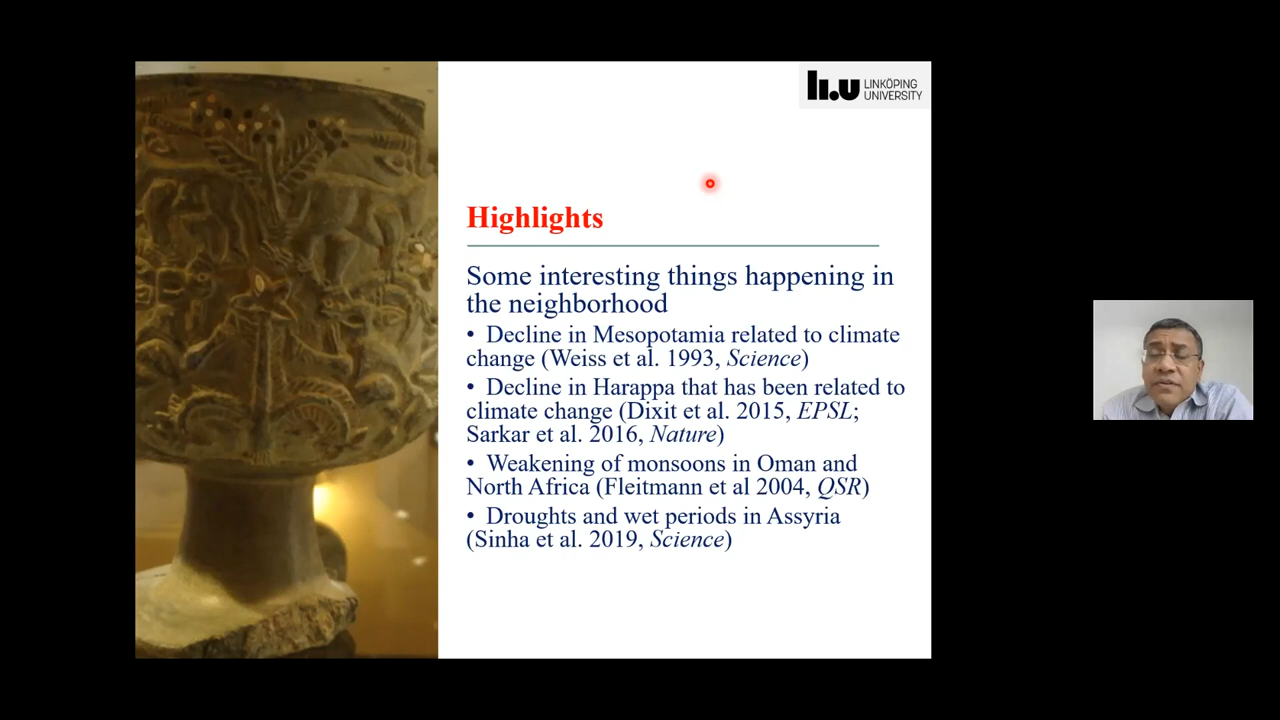 li.u LINKÖPING
UNIVERSITY
Highlights
Some interesting things happening in
the neighborhood
• Decline in Mesopotamia related to climate
change (Weiss et al. 1993, Science)
• Decline in Harappa that has been related to
climate change (Dixit et al. 2015, EPSL;
Sarkar et al. 2016, Nature)
• Weakening of monsoons in Oman and
North Africa (Fleitmann et al 2004, QSR)
• Droughts and wet periods in Assyria
(Sinha et al. 2019, Science)